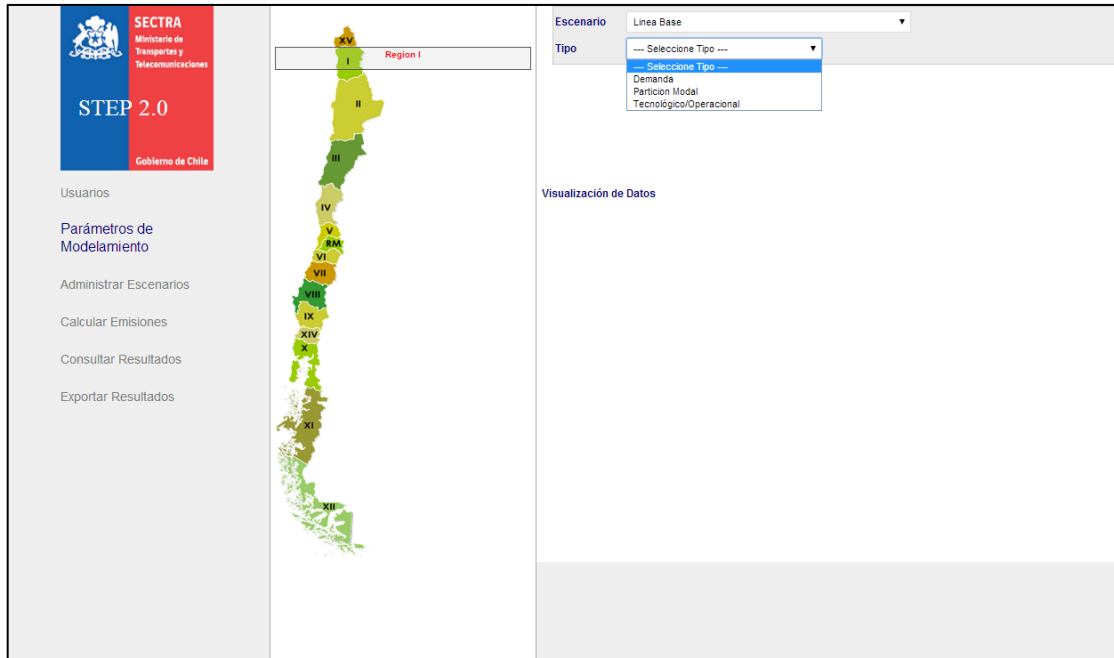 SECTRA
Ministerio de
Transportes y
Telecomunicaciones
STEP 2.0
Gobierno de Chile
Usuarios
Parámetros de
Modelamiento
Administrar Escenarios
Calcular Emisiones
Consultar Resultados
Exportar Resultados
XV
I
Region I
II
III
IV
V
RM
VI
VII
VIII
IX
XIV
X
XI
XII
Escenario Linea Base
Tipo --- Seleccione Tipo ---
--- Seleccione Tipo ---
Demanda
Particion Modal
Tecnológico/Operacional
Visualización de Datos